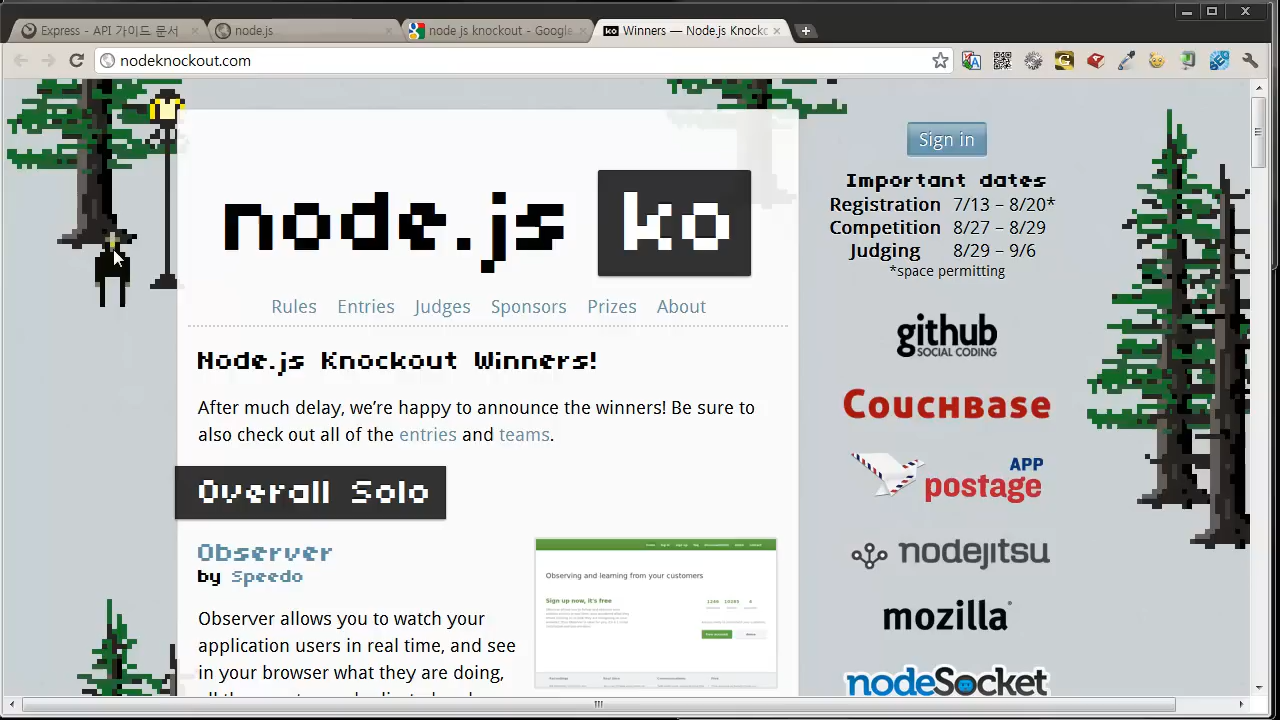 Express - API 가이드 문서
node.js
node js knockout - Google
Winners — Node.js Knockc
nodeknockout.com
node.js ko
Rules Entries Judges Sponsors Prizes About
Node.js Knockout Winners!
After much delay, we’re happy to announce the winners! Be sure to
also check out all of the entries and teams.
Overall Solo
Observer
by Speedo
Observer allows you to watch your
application users in real time, and see
in your browser what they are doing,
Observing and learning from your customers
Sign up now, it's free
Sign in
Important dates
Registration 7/13 – 8/20*
Competition 8/27 – 8/29
Judging 8/29 – 9/6
*space permitting
github
SOCIAL CODING
COUCHBASE
APP
postage
nodejitsu
mozilla
nodeSocket